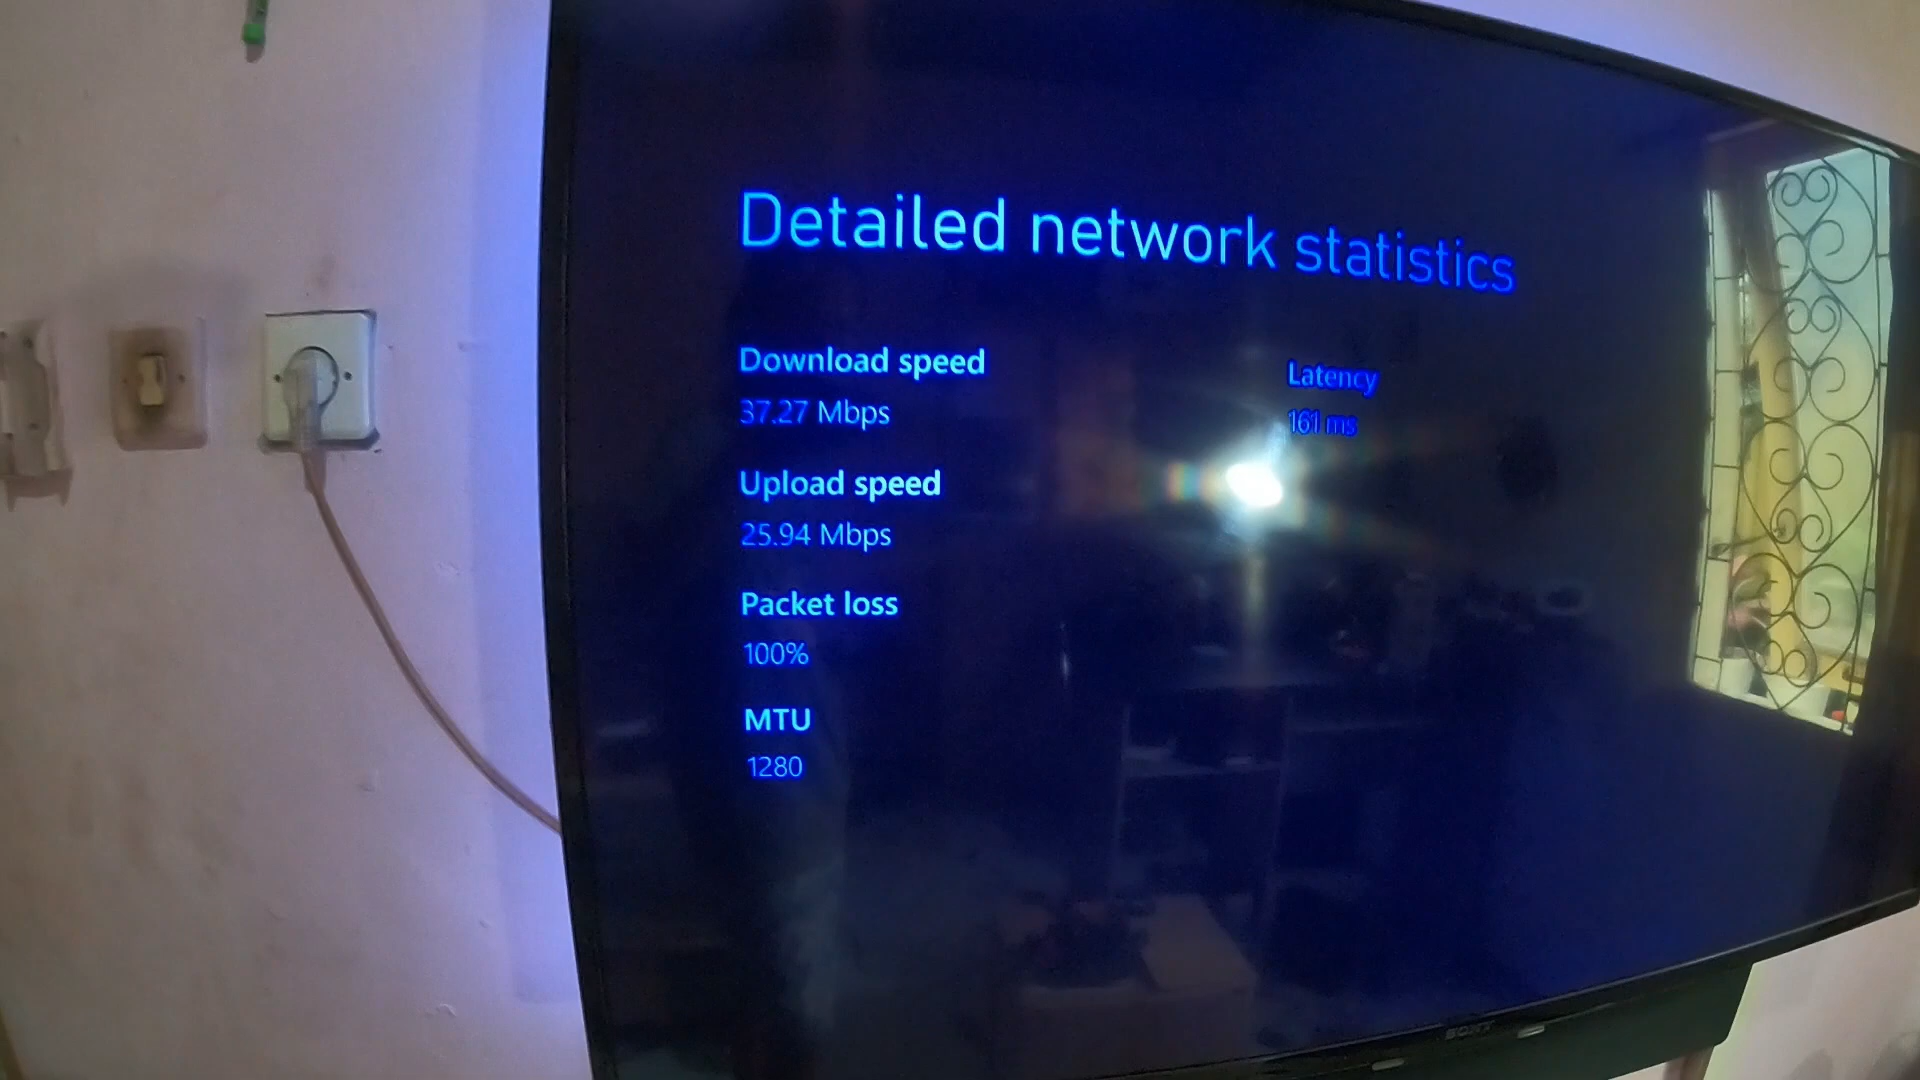 Detailed network statistics
Download speed
37.27 Mbps
Upload speed
25.94 Mbps
Packet loss
100%
MTU
1280
Latency
161 ms
SONY